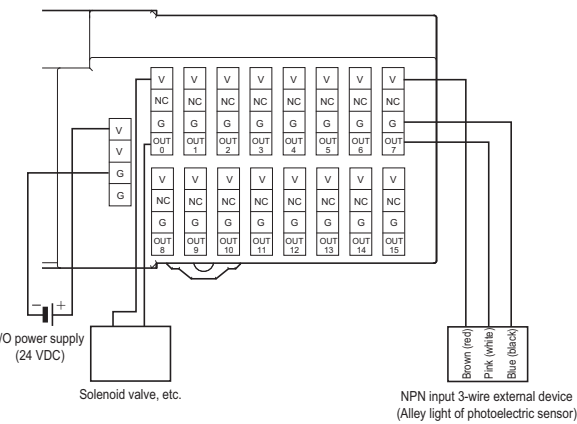 V V V V V V V V
NC NC NC NC NC NC NC NC
G G G G G G G G
OUT 0 OUT 1 OUT 2 OUT 3 OUT 4 OUT 5 OUT 6 OUT 7
V
V
G
G
V V V V V V V V
NC NC NC NC NC NC NC NC
G G G G G G G G
OUT 8 OUT 9 OUT 10 OUT 11 OUT 12 OUT 13 OUT 14 OUT 15
− +
/O power supply
(24 VDC)
Solenoid valve, etc.
Brown (red)
Pink (white)
Blue (black)
NPN input 3-wire external device
(Alley light of photoelectric sensor)